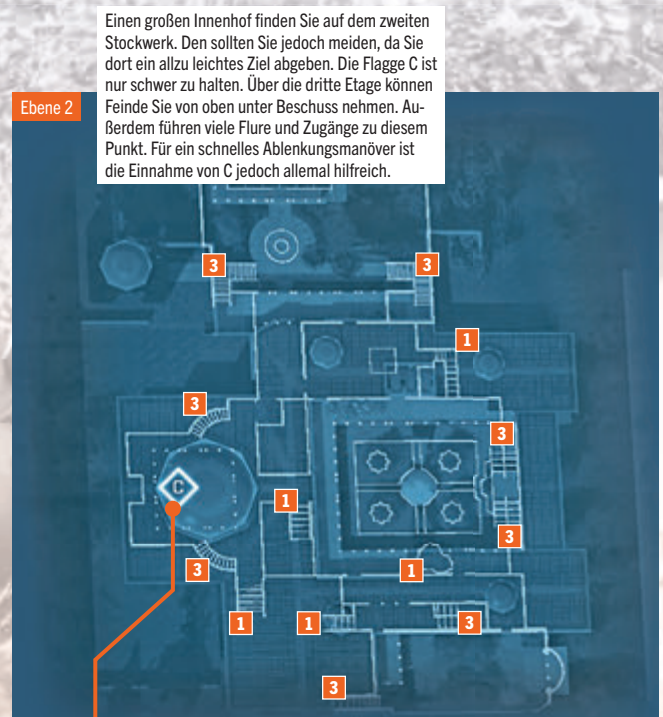 Einen großen Innenhof finden Sie auf dem zweiten
Stockwerk. Den sollten Sie jedoch meiden, da Sie
dort ein allzu leichtes Ziel abgeben. Die Flagge C ist
nur schwer zu halten. Über die dritte Etage können
Feinde Sie von oben unter Beschuss nehmen. Au-
ßerdem führen viele Flure und Zugänge zu diesem
Punkt. Für ein schnelles Ablenkungsmanöver ist
die Einnahme von C jedoch allemal hilfreich.
Ebene 2
3
3
1
3
3
C
1
3
3
1
1
1
3
3